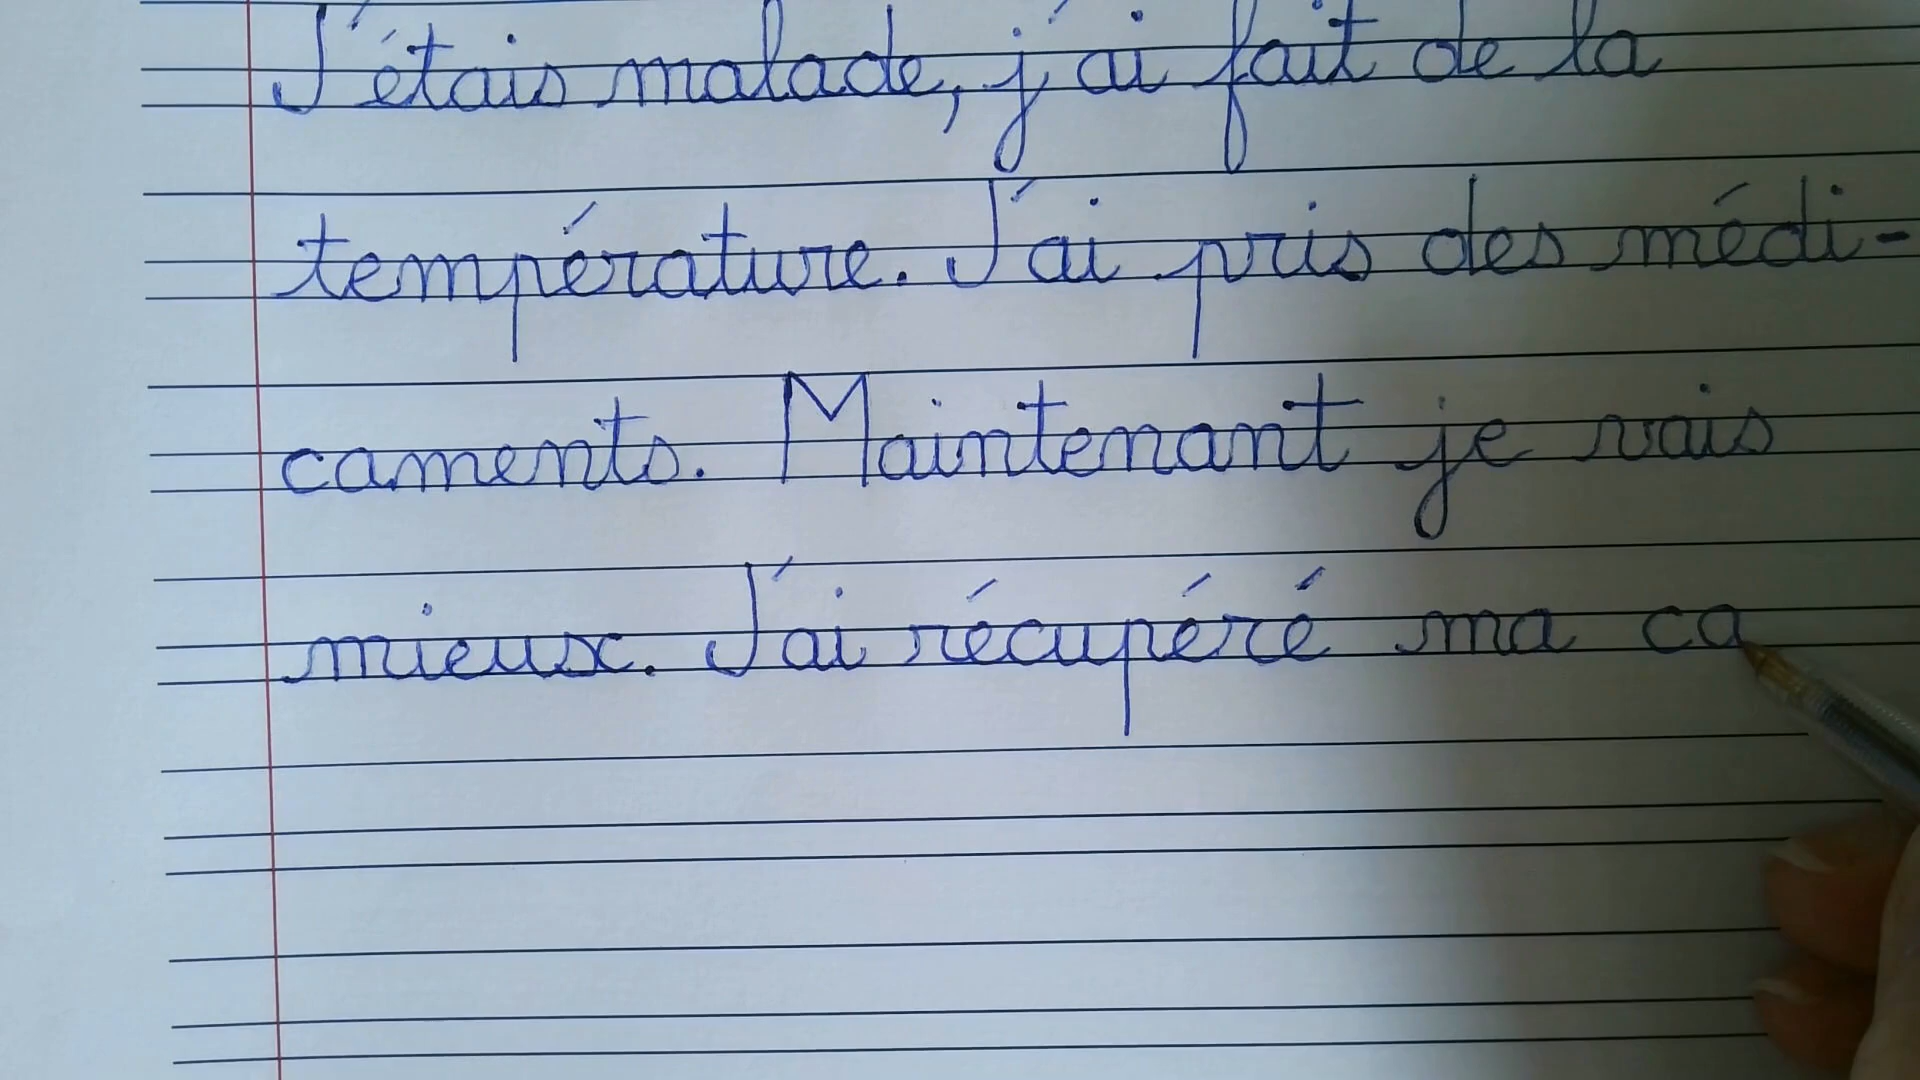 J'étais malade, j'ai fait de la
température. J'ai pris des médi-
caments. Maintenant je vais
mieux. J'ai récupéré ma ca